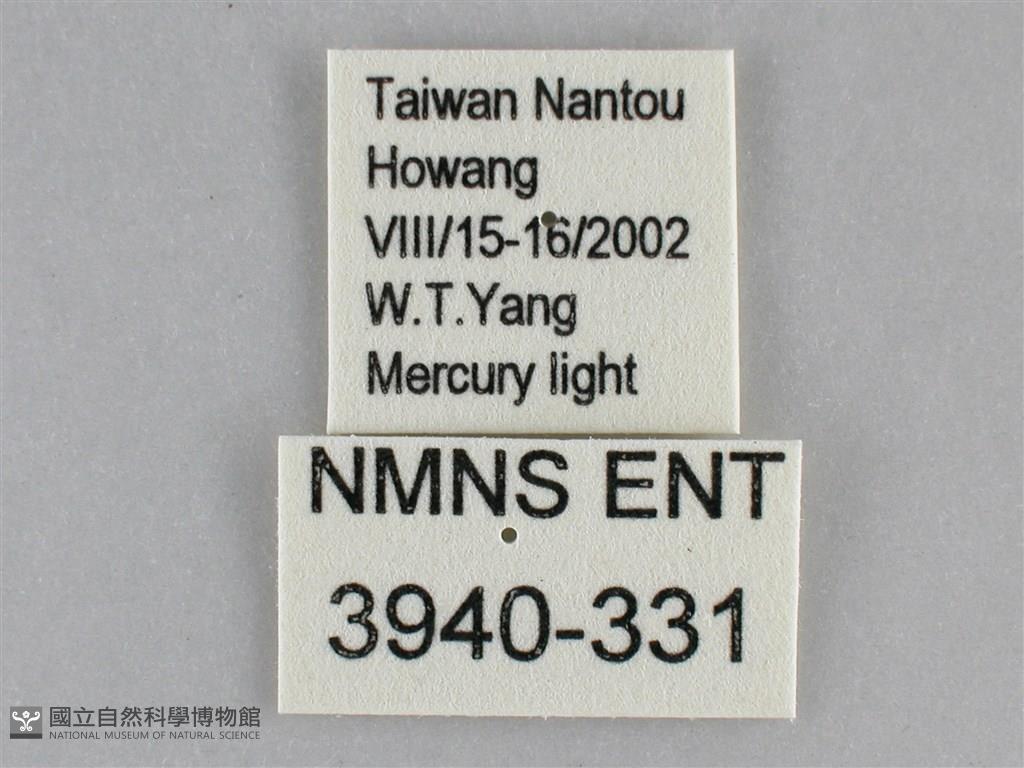 Taiwan Nantou
Howang
VIII/15-16/2002
W.T.Yang
Mercury light
NMNS ENT
3940-331
國立自然科學博物館
NATIONAL MUSEUM OF NATURAL SCIENCE